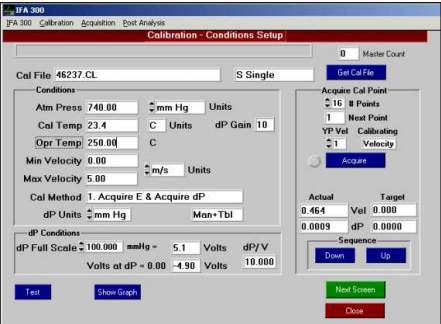 IFA 300
IFA 300 Calibration Acquisition Post Analysis
Calibration - Conditions Setup
0 Master Count
Cal File 46237.CL S Single Get Cal File
Conditions
Atm Press 740.00 mm Hg Units
Cal Temp 23.4 C Units dP Gain 10
Opr Temp 250.00 C
Min Velocity 0.00
m/s Units
Max Velocity 5.00
Cal Method 1. Acquire E & Acquire dP
dP Units mm Hg Man+Tbl
dP Conditions
dP Full Scale 100.000 mmHg = 5.1 Volts dP/V
Volts at dP = 0.00 -4.90 Volts 10.000
Acquire Cal Point
16 # Points
1 Next Point
YP Vel Calibrating
1 Velocity
Acquire
Actual Target
0.464 Vel 0.000
0.0009 dP 0.0000
Sequence
Down Up
Test Show Graph Next Screen
Close